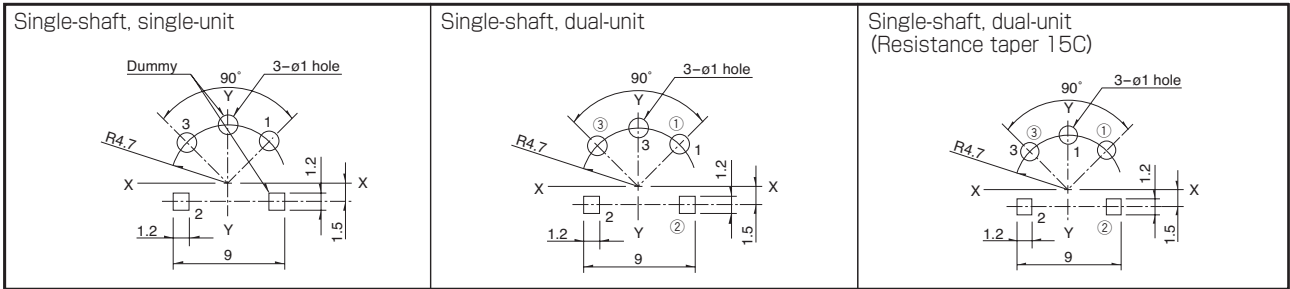 Single-shaft, single-unit
Dummy
3–ø1 hole
90°
Y
3
1
R4.7
1.2
X
X
2
Y
1.2
1.5
9
Single-shaft, dual-unit
3–ø1 hole
90°
Y
③
①
3
1
R4.7
1.2
X
X
2
Y
②
1.2
1.5
9
Single-shaft, dual-unit
(Resistance taper 15C)
3–ø1 hole
90°
Y
③
①
3
1
R4.7
1.2
X
X
2
Y
②
1.2
1.5
9